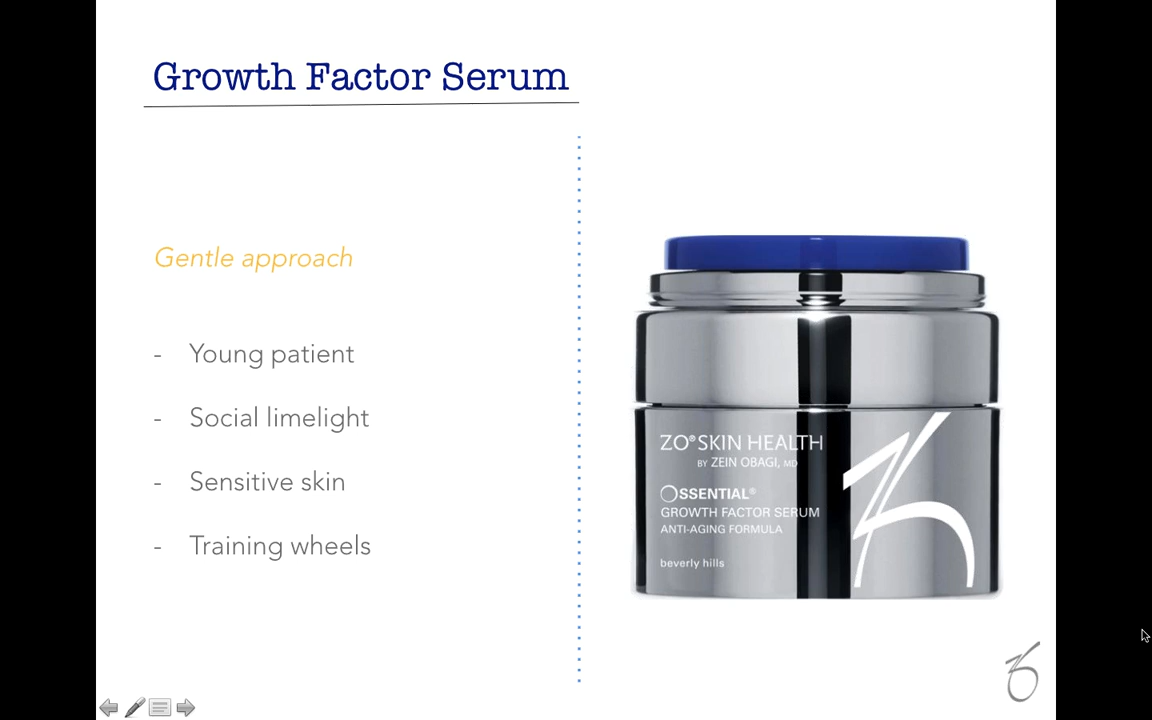 Growth Factor Serum
Gentle approach
- Young patient
- Social limelight
- Sensitive skin
- Training wheels
ZO® SKIN HEALTH
BY ZEIN OBAGI, MD
OSSENTIAL®
GROWTH FACTOR SERUM
ANTI-AGING FORMULA
beverly hills